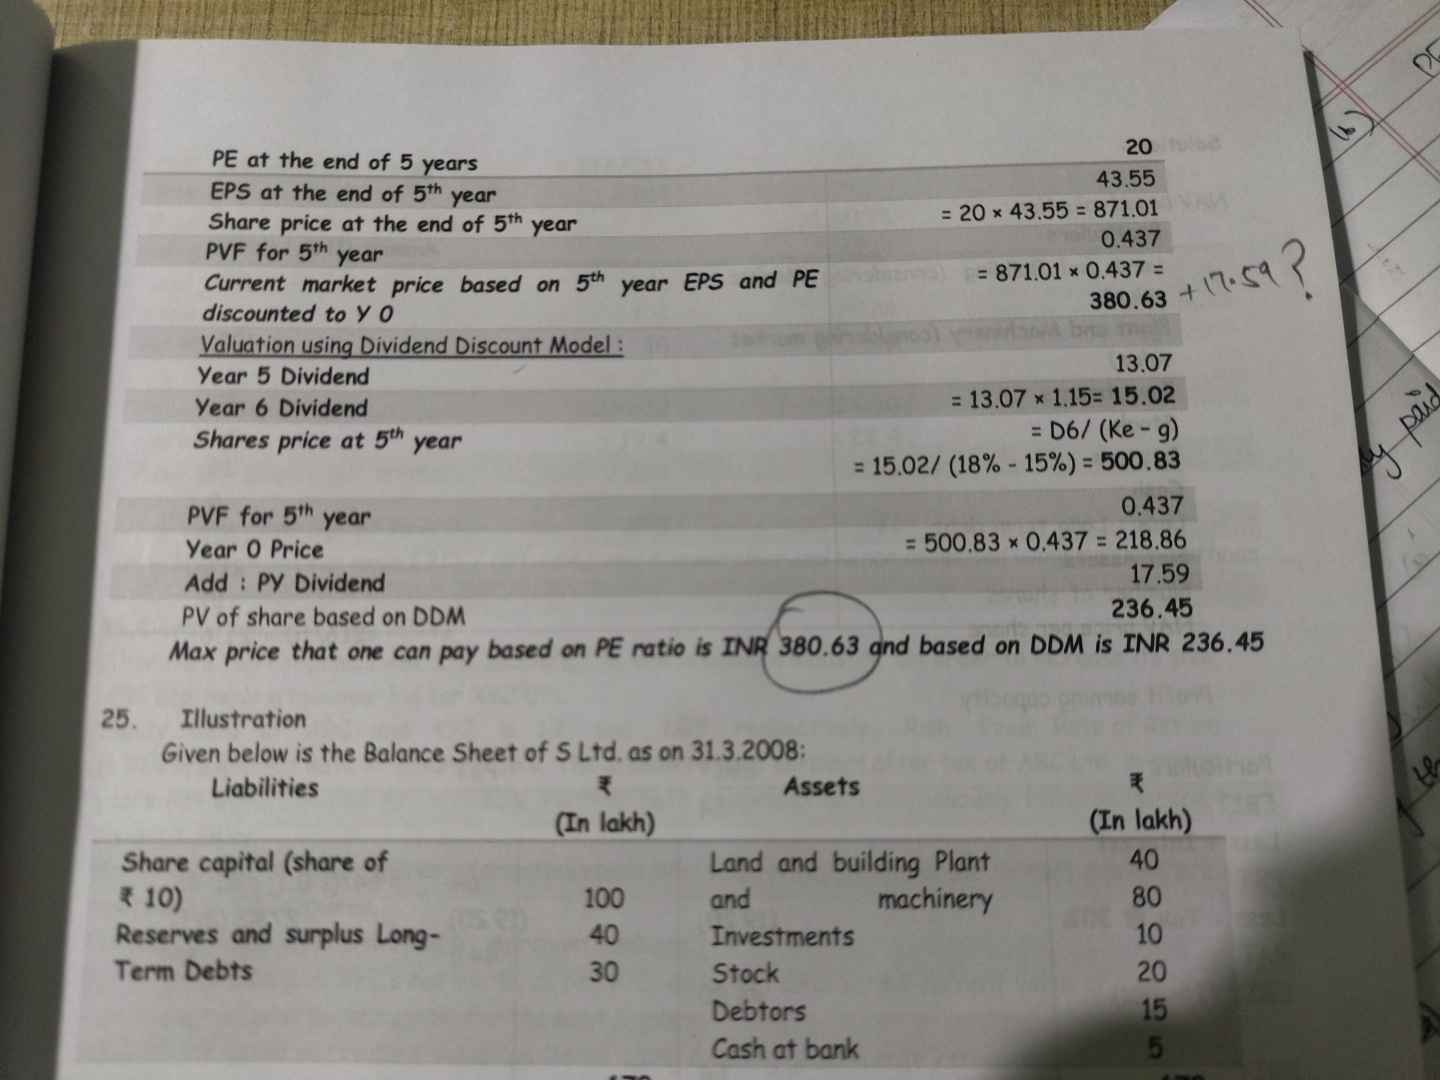 PE at the end of 5 years 20
EPS at the end of 5th year 43.55
Share price at the end of 5th year = 20 × 43.55 = 871.01
PVF for 5th year 0.437
Current market price based on 5th year EPS and PE = 871.01 × 0.437 =
discounted to Y 0 380.63 + 17.59 ?
Valuation using Dividend Discount Model :
Year 5 Dividend 13.07
Year 6 Dividend = 13.07 × 1.15= 15.02
Shares price at 5th year = D6/ (Ke - g)
= 15.02/ (18% - 15%) = 500.83
PVF for 5th year 0.437
Year 0 Price = 500.83 × 0.437 = 218.86
Add : PY Dividend 17.59
PV of share based on DDM 236.45
Max price that one can pay based on PE ratio is INR 380.63 and based on DDM is INR 236.45
25. Illustration
Given below is the Balance Sheet of S Ltd. as on 31.3.2008:
Liabilities ₹ Assets ₹
(In lakh) (In lakh)
Share capital (share of Land and building Plant 40
₹ 10) 100 and machinery 80
Reserves and surplus Long- 40 Investments 10
Term Debts 30 Stock 20
Debtors 15
Cash at bank 5
(b)
paid